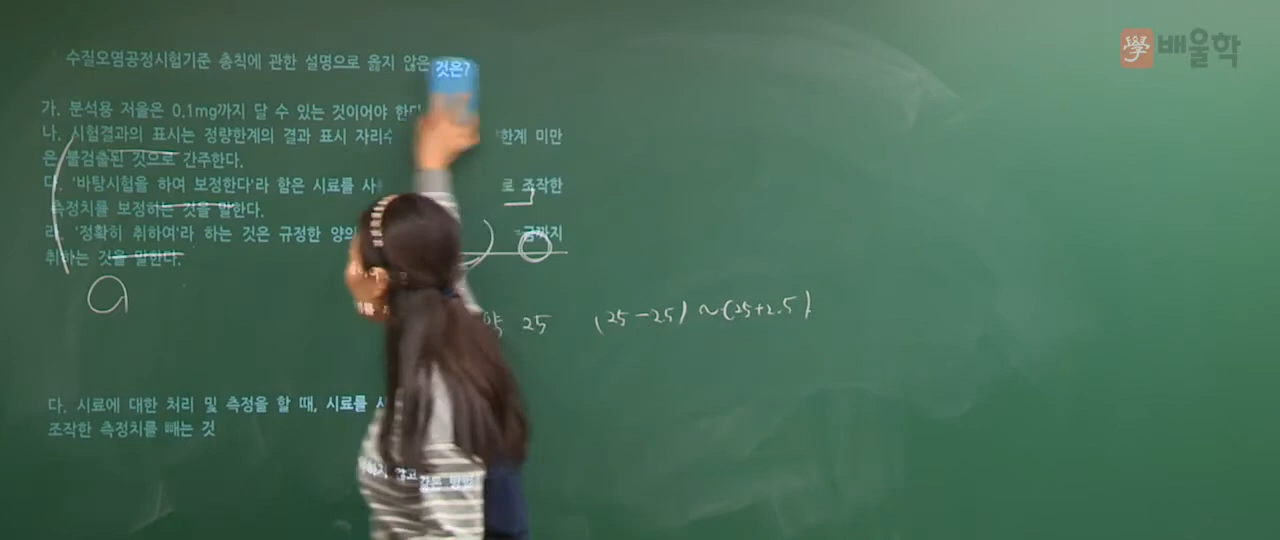 學 배울학
수질오염공정시험기준 총칙에 관한 설명으로 옳지 않은 것은?
가. 분석용 저울은 0.1mg까지 달 수 있는 것이어야 한다
나. 시험결과의 표시는 정량한계의 결과 표시 자리수 한계 미만
은 불검출된 것으로 간주한다.
다. '바탕시험을 하여 보정한다'라 함은 시료를 로 조작한
측정치를 보정하는 것을 말한다.
라. '정확히 취하여'라 하는 것은 규정한 양의 금까지
취하는 것을 말한다.
약 25 (25-2.5) ~ (25+2.5)
다. 시료에 대한 처리 및 측정을 할 때, 시료를
조작한 측정치를 빼는 것
않고 같은 방법